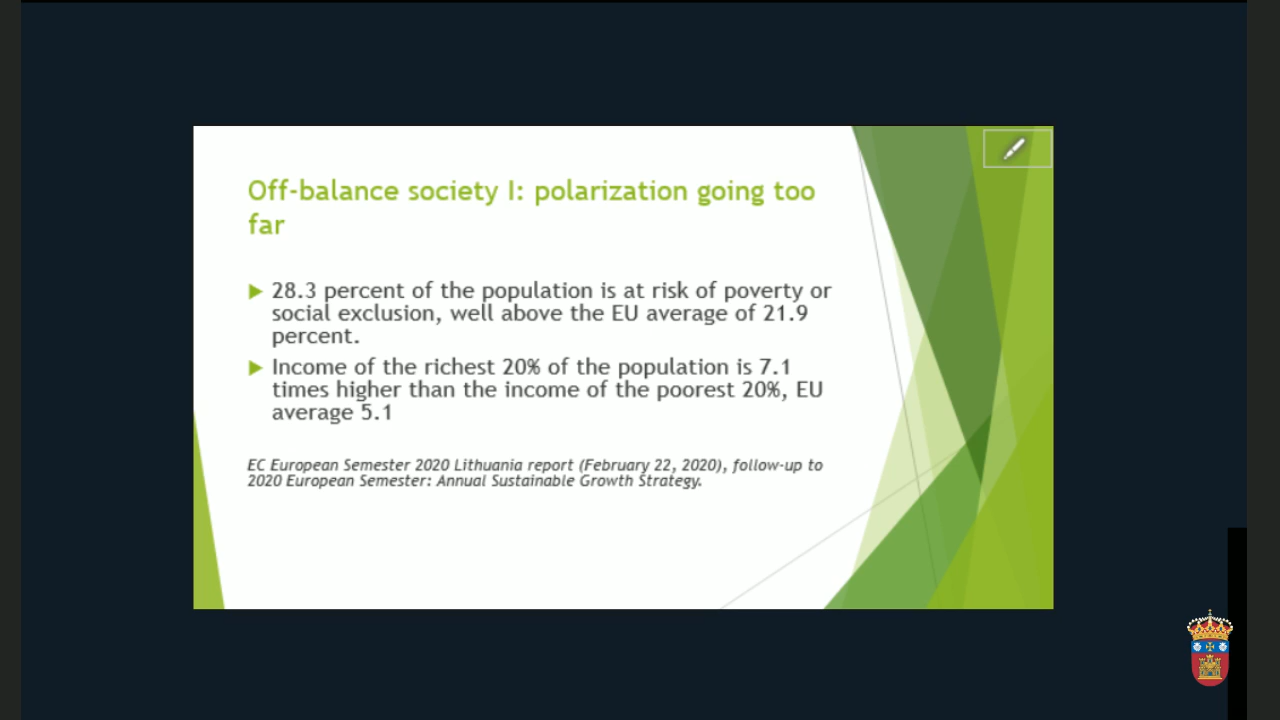 Off-balance society I: polarization going too
far
28.3 percent of the population is at risk of poverty or
social exclusion, well above the EU average of 21.9
percent.
Income of the richest 20% of the population is 7.1
times higher than the income of the poorest 20%, EU
average 5.1
EC European Semester 2020 Lithuania report (February 22, 2020), follow-up to
2020 European Semester: Annual Sustainable Growth Strategy.